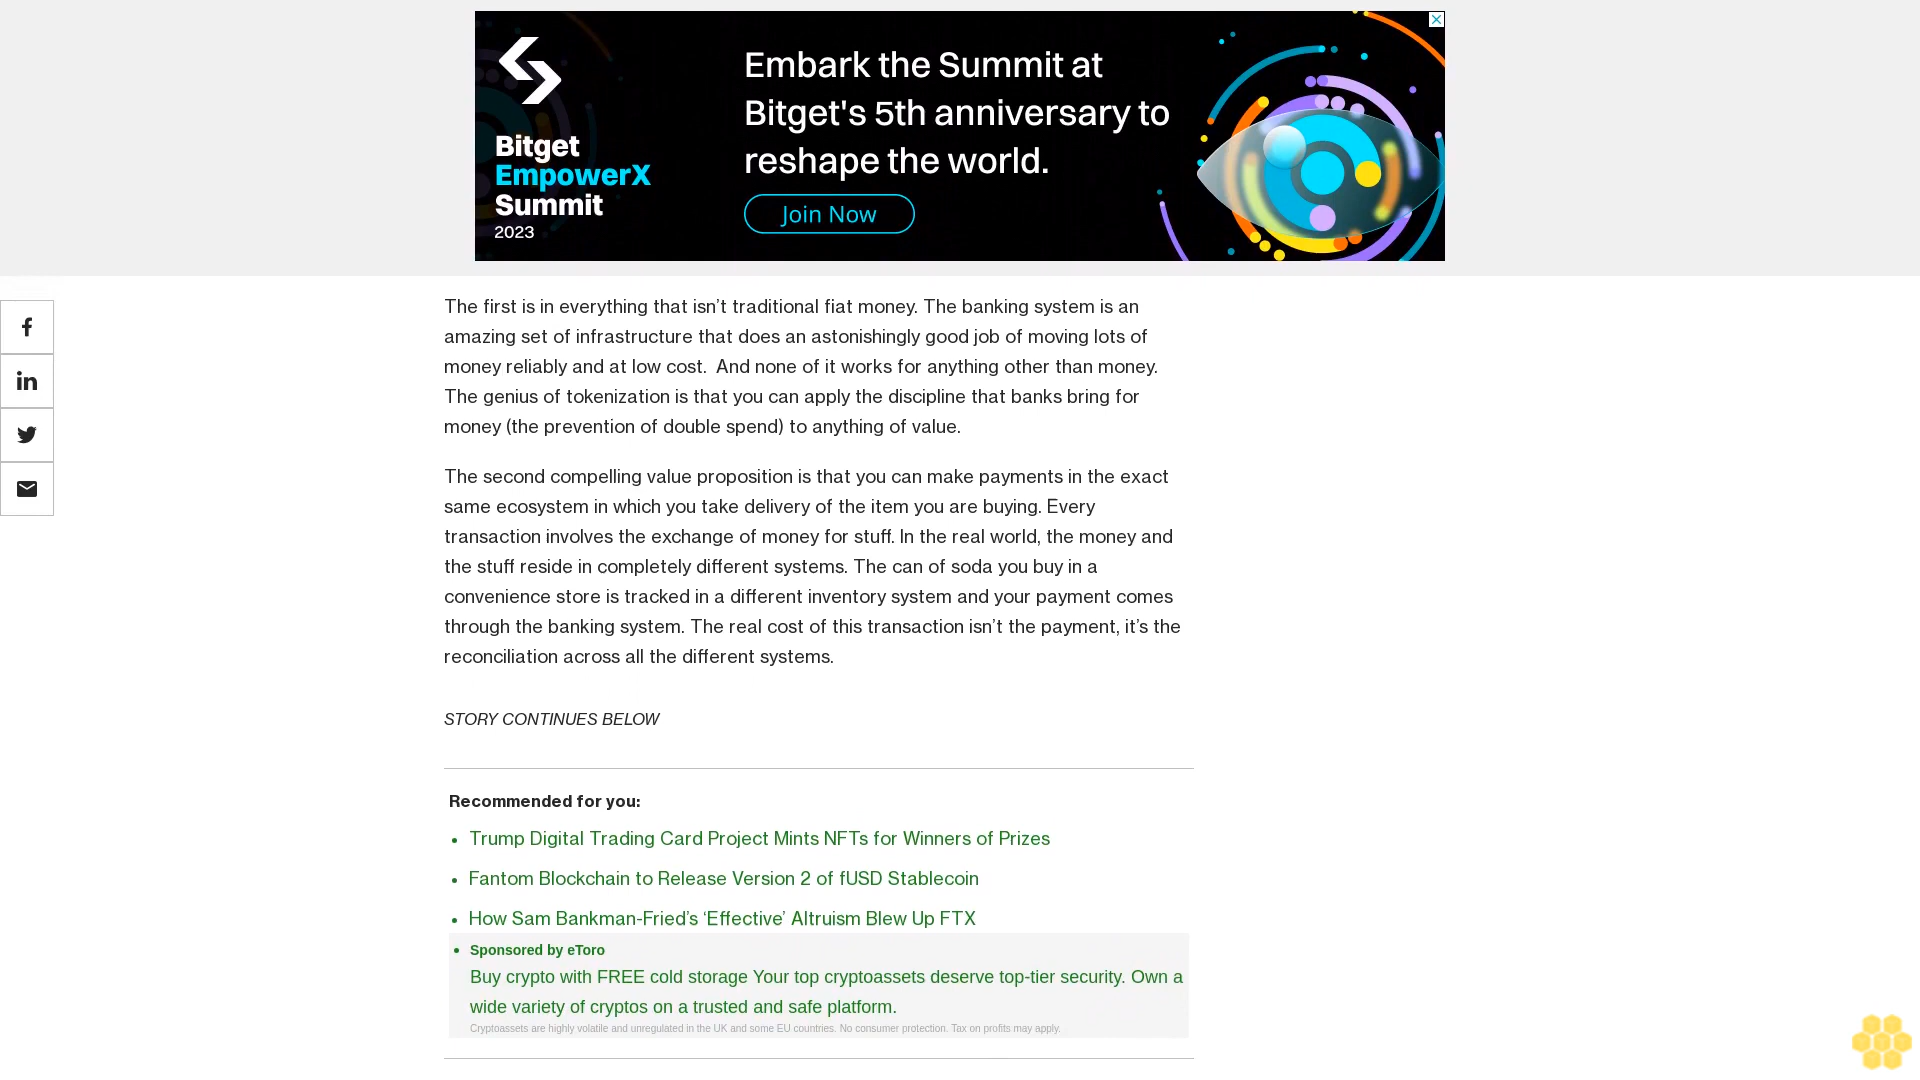 Bitget
EmpowerX
Summit
2023
Embark the Summit at
Bitget's 5th anniversary to
reshape the world.
Join Now
The first is in everything that isn’t traditional fiat money. The banking system is an
amazing set of infrastructure that does an astonishingly good job of moving lots of
money reliably and at low cost.  And none of it works for anything other than money.
The genius of tokenization is that you can apply the discipline that banks bring for
money (the prevention of double spend) to anything of value.
The second compelling value proposition is that you can make payments in the exact
same ecosystem in which you take delivery of the item you are buying. Every
transaction involves the exchange of money for stuff. In the real world, the money and
the stuff reside in completely different systems. The can of soda you buy in a
convenience store is tracked in a different inventory system and your payment comes
through the banking system. The real cost of this transaction isn’t the payment, it’s the
reconciliation across all the different systems.
STORY CONTINUES BELOW
Recommended for you:
• Trump Digital Trading Card Project Mints NFTs for Winners of Prizes
• Fantom Blockchain to Release Version 2 of fUSD Stablecoin
• How Sam Bankman-Fried’s ‘Effective’ Altruism Blew Up FTX
• Sponsored by eToro
Buy crypto with FREE cold storage Your top cryptoassets deserve top-tier security. Own a
wide variety of cryptos on a trusted and safe platform.
Cryptoassets are highly volatile and unregulated in the UK and some EU countries. No consumer protection. Tax on profits may apply.